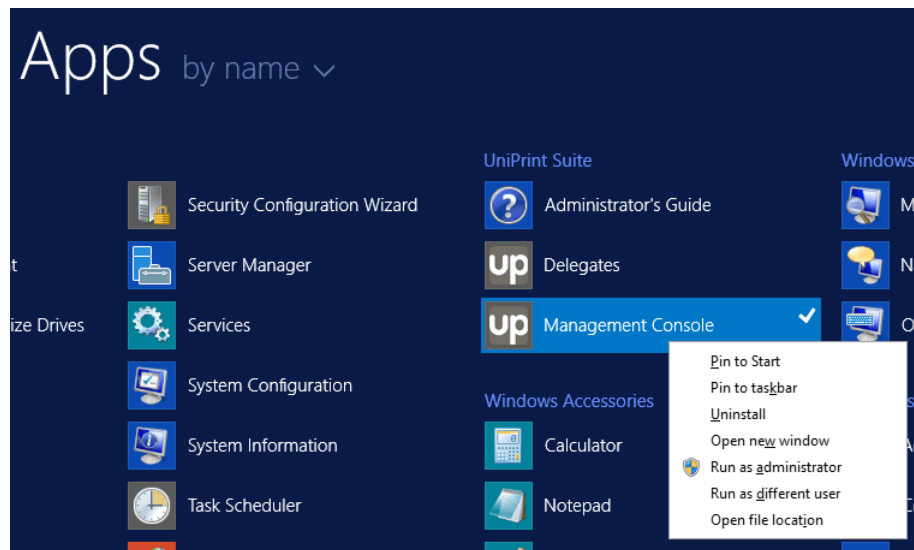 Apps by name
UniPrint Suite
Windows
Security Configuration Wizard
Administrator's Guide
M
t
Server Manager
up
Delegates
N
ize Drives
Services
up
Management Console
O
System Configuration
Windows Accessories
System Information
Calculator
Task Scheduler
Notepad
Pin to Start
Pin to taskbar
Uninstall
Open new window
Run as administrator
Run as different user
Open file location